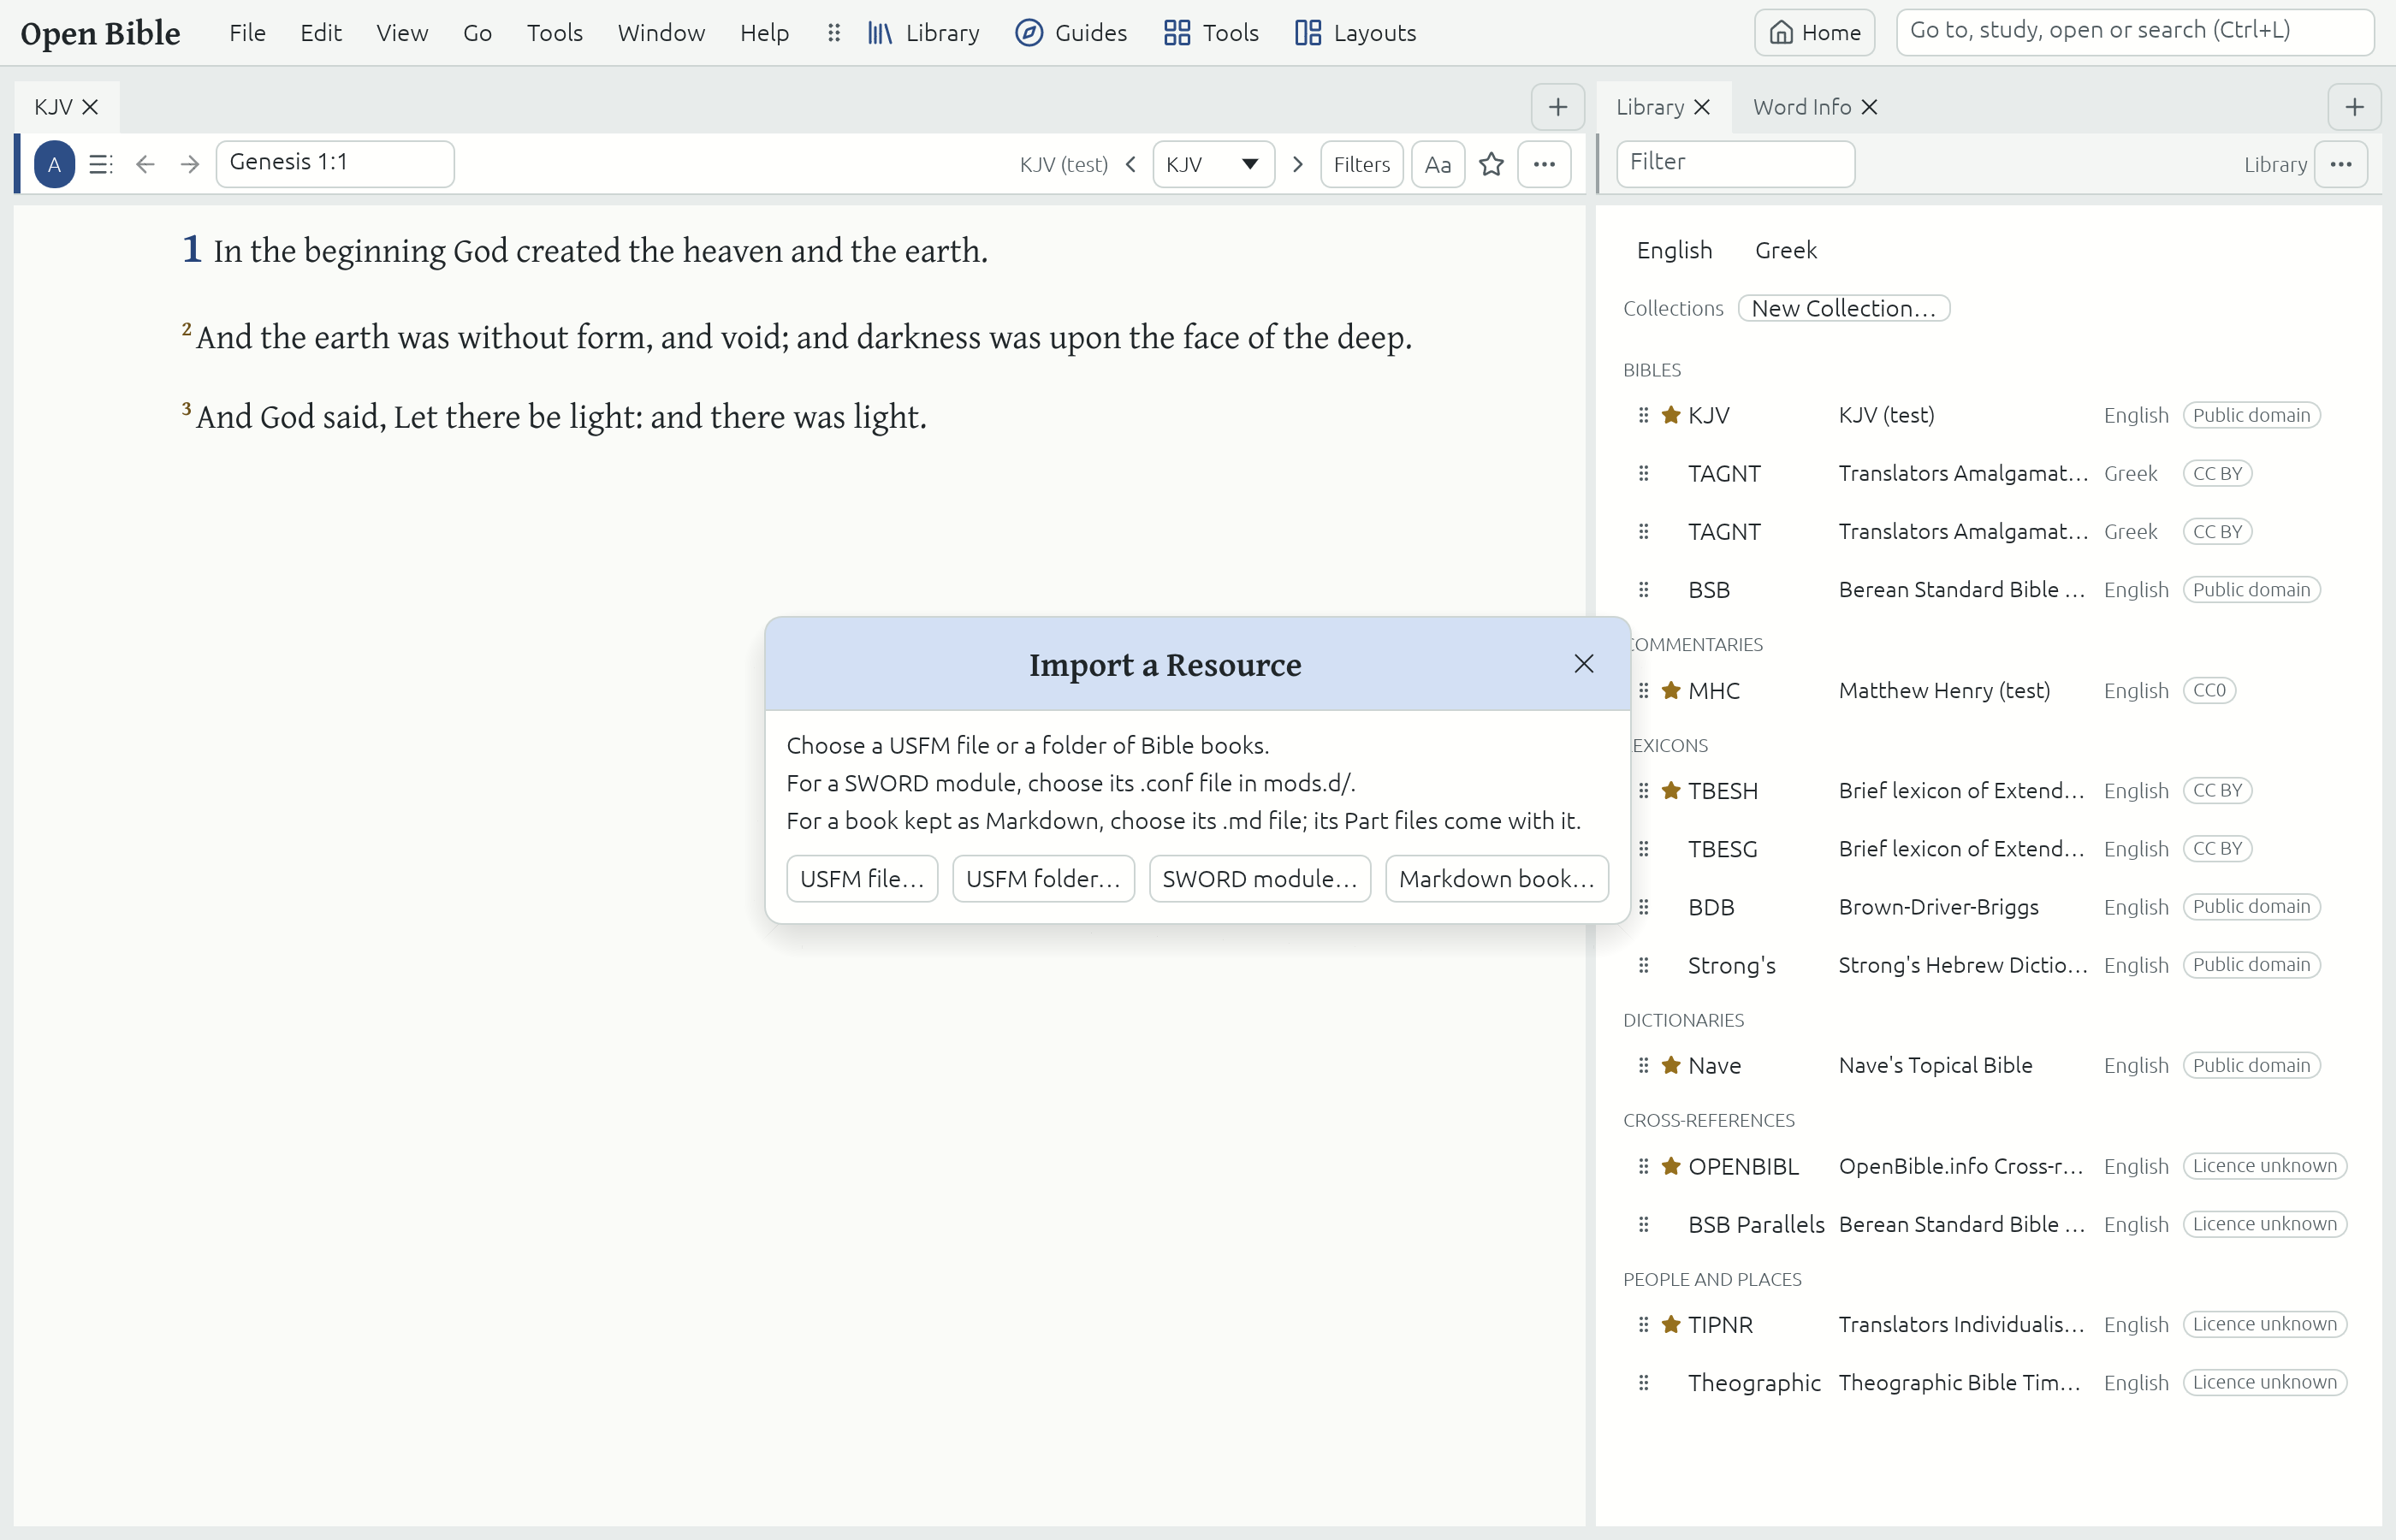 Open Bible File Edit View Go Tools Window Help Library Guides Tools Layouts Home Go to, study, open or search (Ctrl+L)
KJV
Library Word Info
A Genesis 1:1 KJV (test) KJV Filters Aa
Filter Library
1 In the beginning God created the heaven and the earth.
2 And the earth was without form, and void; and darkness was upon the face of the deep.
3 And God said, Let there be light: and there was light.
Import a Resource
Choose a USFM file or a folder of Bible books.
For a SWORD module, choose its .conf file in mods.d/.
For a book kept as Markdown, choose its .md file; its Part files come with it.
USFM file… USFM folder… SWORD module… Markdown book…
English Greek
Collections New Collection…
BIBLES
KJV KJV (test) English Public domain
TAGNT Translators Amalgamat… Greek CC BY
TAGNT Translators Amalgamat… Greek CC BY
BSB Berean Standard Bible … English Public domain
OMMENTARIES
MHC Matthew Henry (test) English CC0
EXICONS
TBESH Brief lexicon of Extend… English CC BY
TBESG Brief lexicon of Extend… English CC BY
BDB Brown-Driver-Briggs English Public domain
Strong's Strong's Hebrew Dictio… English Public domain
DICTIONARIES
Nave Nave's Topical Bible English Public domain
CROSS-REFERENCES
OPENBIBL OpenBible.info Cross-r… English Licence unknown
BSB Parallels Berean Standard Bible … English Licence unknown
PEOPLE AND PLACES
TIPNR Translators Individualis… English Licence unknown
Theographic Theographic Bible Tim… English Licence unknown